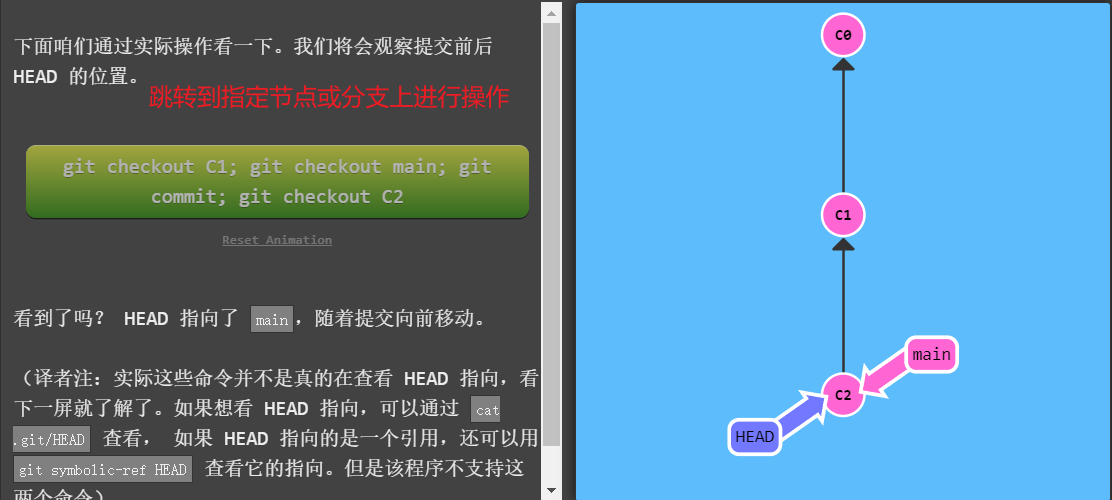 下面咱们通过实际操作看一下。我们将会观察提交前后
HEAD 的位置。
跳转到指定节点或分支上进行操作
git checkout C1; git checkout main; git
commit; git checkout C2
Reset Animation
看到了吗? HEAD 指向了 main，随着提交向前移动。
（译者注：实际这些命令并不是真的在查看 HEAD 指向，看
下一屏就了解了。如果想看 HEAD 指向，可以通过 cat
.git/HEAD 查看， 如果 HEAD 指向的是一个引用，还可以用
git symbolic-ref HEAD 查看它的指向。但是该程序不支持这
两个命令）
C0
C1
main
C2
HEAD